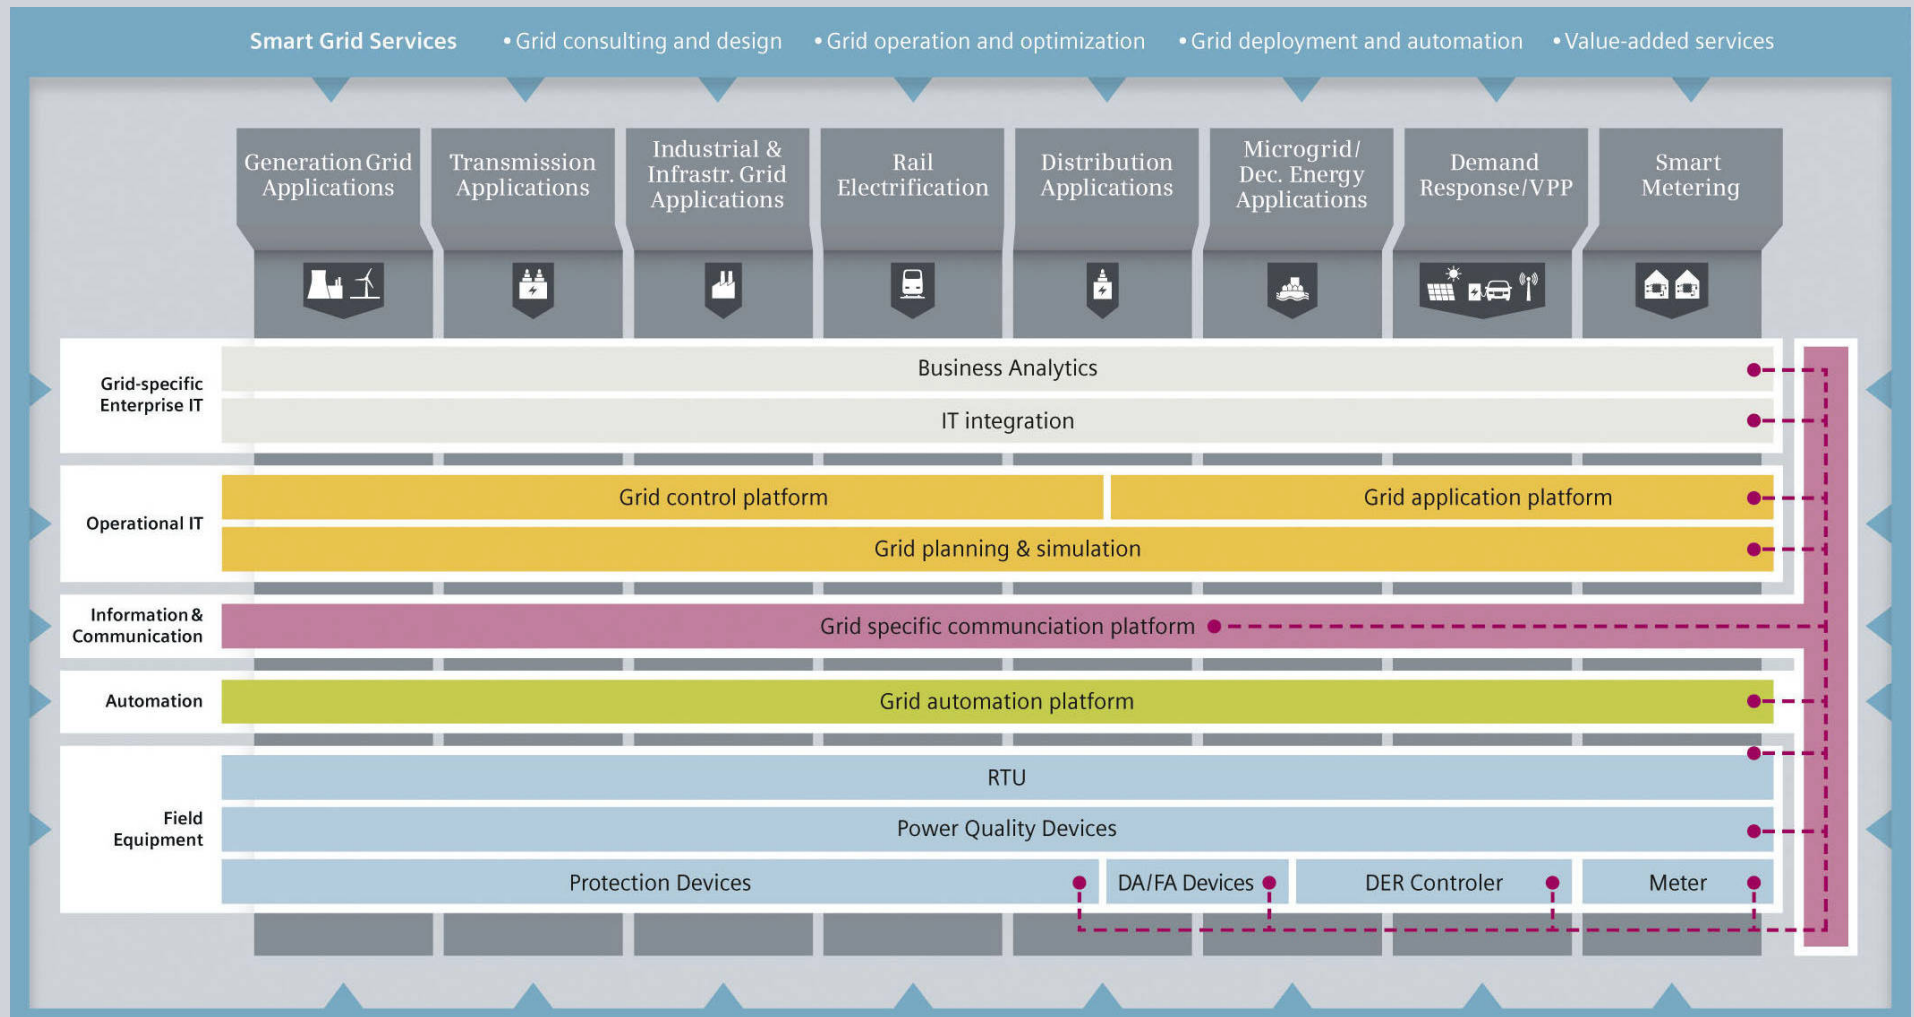 Smart Grid Services • Grid consulting and design • Grid operation and optimization • Grid deployment and automation • Value-added services
Generation Grid
Applications
Transmission
Applications
Industrial &
Infrastr. Grid
Applications
Rail
Electrification
Distribution
Applications
Microgrid/
Dec. Energy
Applications
Demand
Response/VPP
Smart
Metering
Grid-specific
Enterprise IT
Business Analytics
IT integration
Operational IT
Grid control platform
Grid application platform
Grid planning & simulation
Information &
Communication
Grid specific communciation platform
Automation
Grid automation platform
Field
Equipment
RTU
Power Quality Devices
Protection Devices
DA/FA Devices
DER Controler
Meter